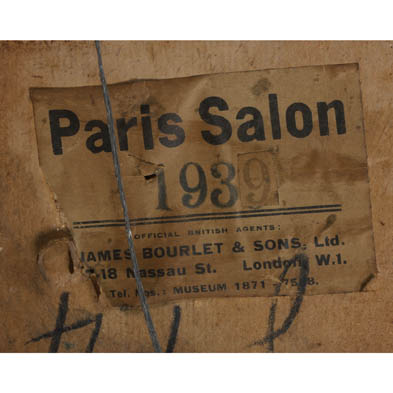 Paris Salon
1939
OFFICIAL BRITISH AGENTS:
JAMES BOURLET & SONS, Ltd.
18 Nassau St. London, W.1.
Tel. Nos.: MUSEUM 1871